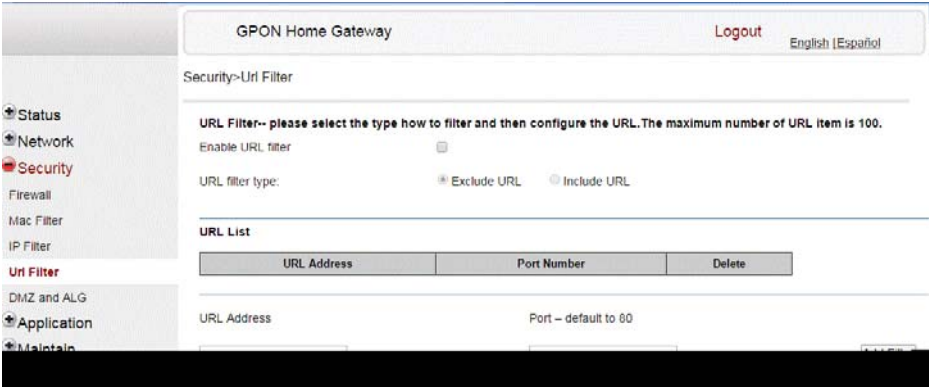 GPON Home Gateway
Logout
English |Español
Security>Url Filter
Status
Network
Security
Firewall
Mac Filter
IP Filter
Url Filter
DMZ and ALG
Application
Maintain
URL Filter-- please select the type how to filter and then configure the URL.The maximum number of URL item is 100.
Enable URL filter
URL filter type: Exclude URL Include URL
URL List
URL Address Port Number Delete
URL Address Port – default to 80